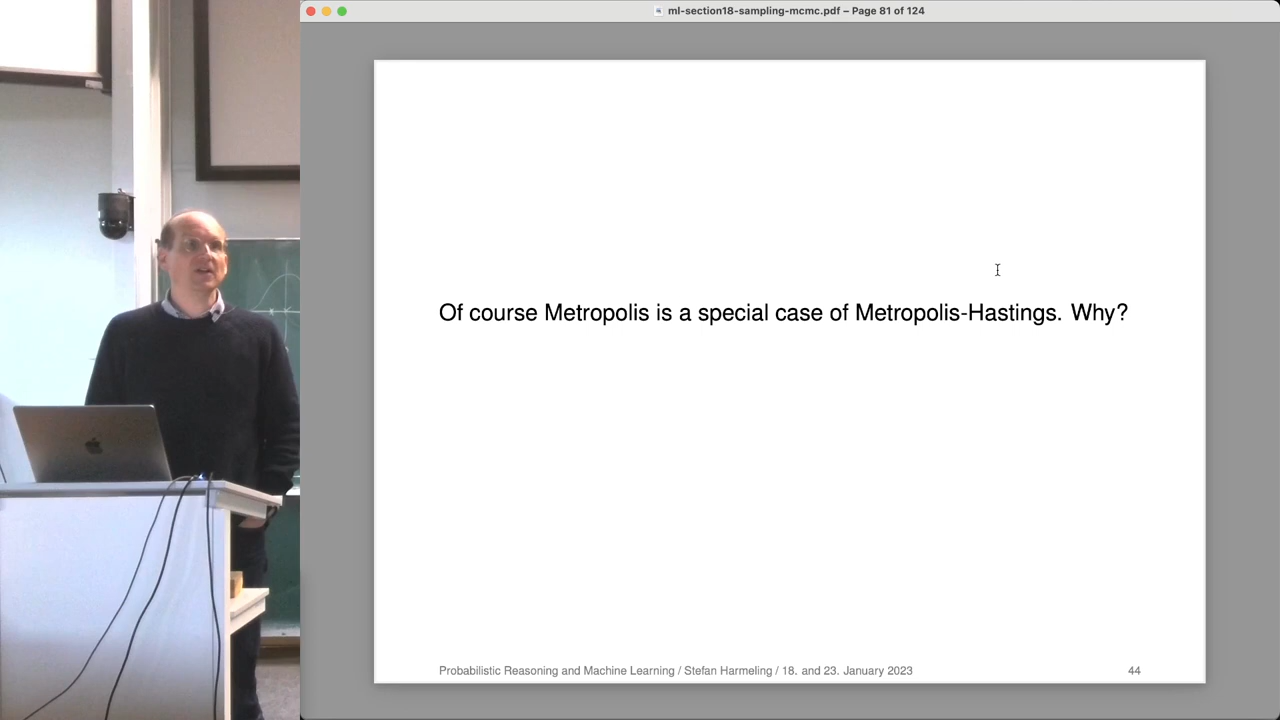 ml-section18-sampling-mcmc.pdf – Page 81 of 124
Of course Metropolis is a special case of Metropolis-Hastings. Why?
Probabilistic Reasoning and Machine Learning / Stefan Harmeling / 18. and 23. January 2023 44